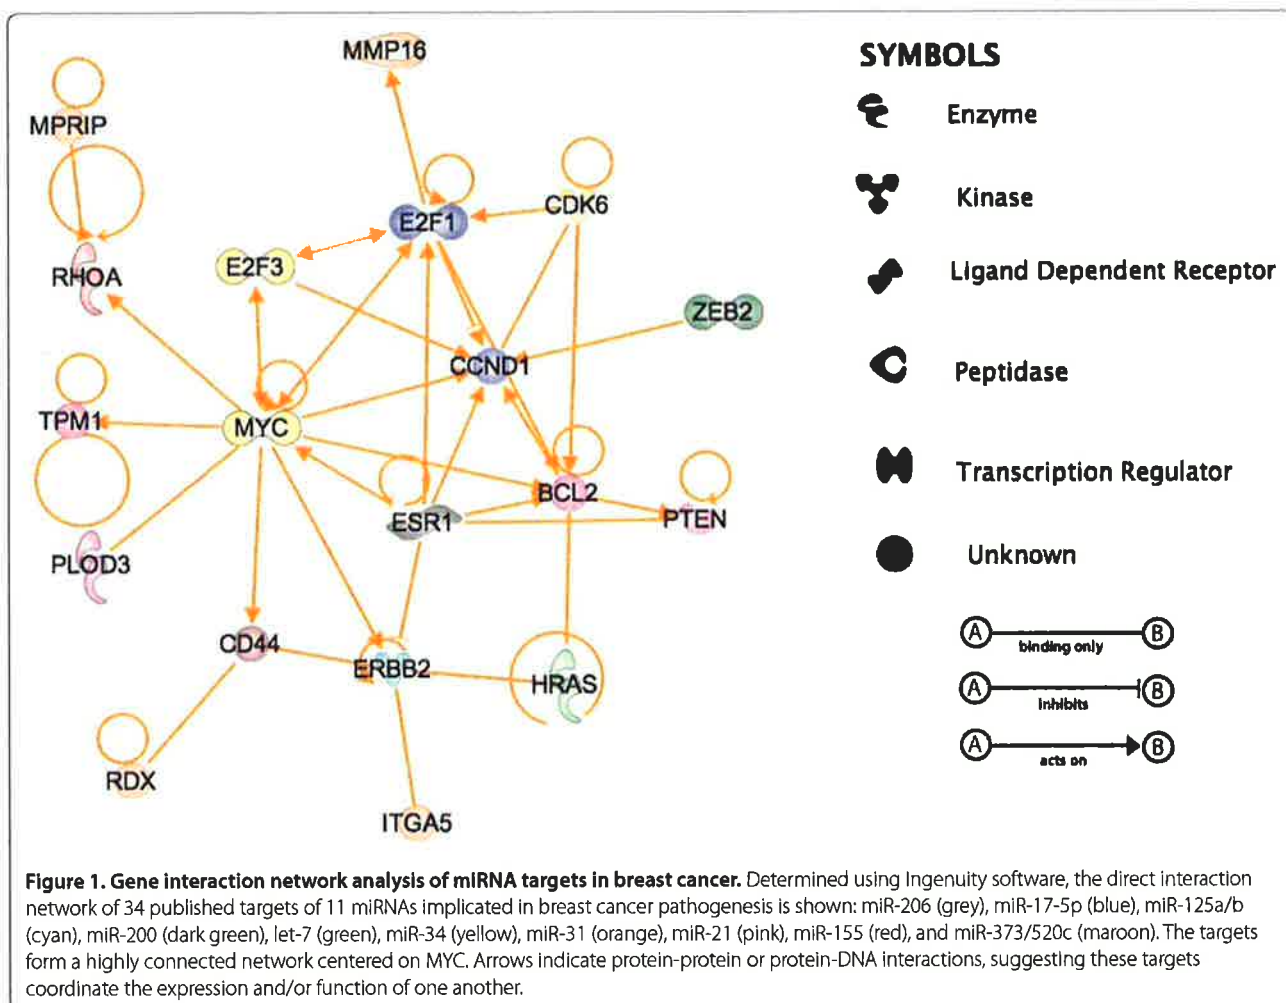 MMP16
MPRIP
CDK6
E2F1
E2F3
RHOA
ZEB2
CCND1
TPM1
MYC
BCL2
ESR1
PTEN
PLOD3
CD44
ERBB2
HRAS
RDX
ITGA5
SYMBOLS
Enzyme
Kinase
Ligand Dependent Receptor
Peptidase
Transcription Regulator
Unknown
A B
binding only
A B
inhibits
A B
acts on
Figure 1. Gene interaction network analysis of miRNA targets in breast cancer. Determined using Ingenuity software, the direct interaction
network of 34 published targets of 11 miRNAs implicated in breast cancer pathogenesis is shown: miR-206 (grey), miR-17-5p (blue), miR-125a/b
(cyan), miR-200 (dark green), let-7 (green), miR-34 (yellow), miR-31 (orange), miR-21 (pink), miR-155 (red), and miR-373/520c (maroon). The targets
form a highly connected network centered on MYC. Arrows indicate protein-protein or protein-DNA interactions, suggesting these targets
coordinate the expression and/or function of one another.